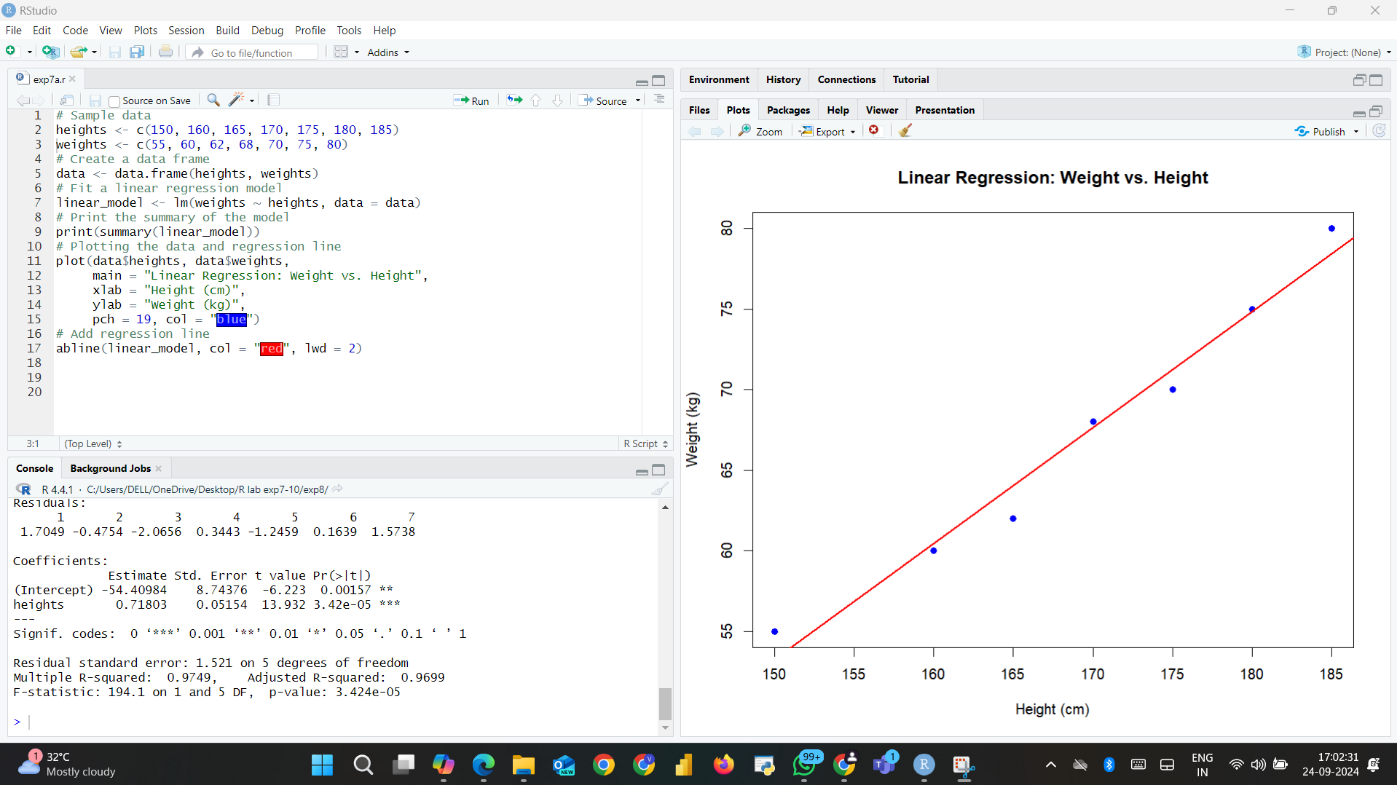 RStudio
File Edit Code View Plots Session Build Debug Profile Tools Help
Go to file/function Addins Project: (None)
exp7a.r
Source on Save Run Source
1 # Sample data
2 heights <- c(150, 160, 165, 170, 175, 180, 185)
3 weights <- c(55, 60, 62, 68, 70, 75, 80)
4 # Create a data frame
5 data <- data.frame(heights, weights)
6 # Fit a linear regression model
7 linear_model <- lm(weights ~ heights, data = data)
8 # Print the summary of the model
9 print(summary(linear_model))
10 # Plotting the data and regression line
11 plot(data$heights, data$weights,
12 main = "Linear Regression: Weight vs. Height",
13 xlab = "Height (cm)",
14 ylab = "Weight (kg)",
15 pch = 19, col = "blue")
16 # Add regression line
17 abline(linear_model, col = "red", lwd = 2)
18
19
20
3:1 (Top Level) R Script
Console Background Jobs
R R 4.4.1 · C:/Users/DELL/OneDrive/Desktop/R lab exp7-10/exp8/
Residuals:
1 2 3 4 5 6 7
1.7049 -0.4754 -2.0656 0.3443 -1.2459 0.1639 1.5738
Coefficients:
Estimate Std. Error t value Pr(>|t|)
(Intercept) -54.40984 8.74376 -6.223 0.00157 **
heights 0.71803 0.05154 13.932 3.42e-05 ***
---
Signif. codes: 0 ‘***’ 0.001 ‘**’ 0.01 ‘*’ 0.05 ‘.’ 0.1 ‘ ’ 1
Residual standard error: 1.521 on 5 degrees of freedom
Multiple R-squared: 0.9749, Adjusted R-squared: 0.9699
F-statistic: 194.1 on 1 and 5 DF, p-value: 3.424e-05
>
Environment History Connections Tutorial
Files Plots Packages Help Viewer Presentation
Zoom Export Publish
Linear Regression: Weight vs. Height
80
75
70
65
60
55
Weight (kg)
150 155 160 165 170 175 180 185
Height (cm)
1 32°C
Mostly cloudy
NEW
V
99+
T
1
R
ENG
IN
17:02:31
24-09-2024